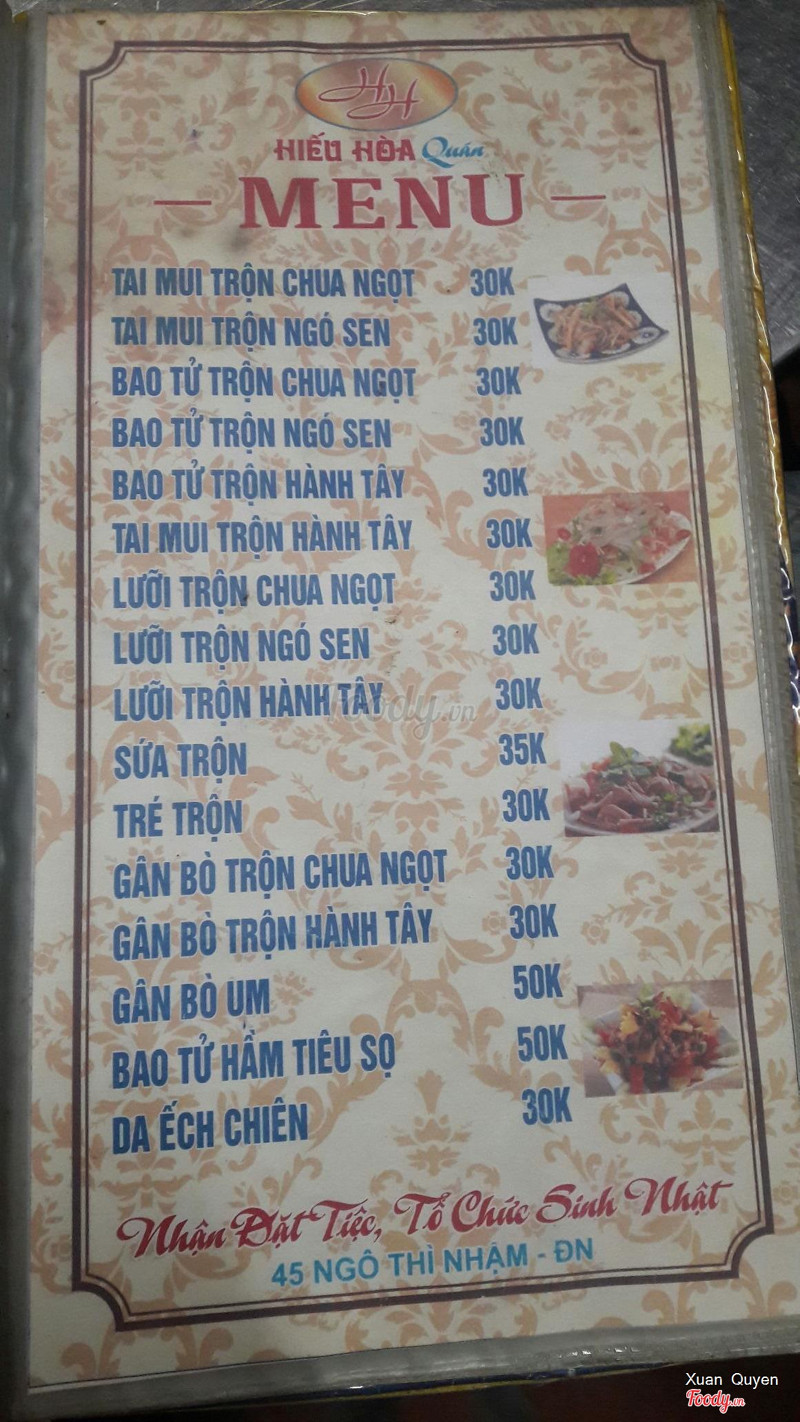 HH
HIẾU HÒA Quán
MENU
TAI MUI TRỘN CHUA NGỌT 30K
TAI MUI TRỘN NGÓ SEN 30K
BAO TỬ TRỘN CHUA NGỌT 30K
BAO TỬ TRỘN NGÓ SEN 30K
BAO TỬ TRỘN HÀNH TÂY 30K
TAI MUI TRỘN HÀNH TÂY 30K
LƯỠI TRỘN CHUA NGỌT 30K
LƯỠI TRỘN NGÓ SEN 30K
LƯỠI TRỘN HÀNH TÂY 30K
Foody.vn
SỨA TRỘN 35K
TRÉ TRỘN 30K
GÂN BÒ TRỘN CHUA NGỌT 30K
GÂN BÒ TRỘN HÀNH TÂY 30K
GÂN BÒ UM 50K
BAO TỬ HẦM TIÊU SỌ 50K
DA ẾCH CHIÊN 30K
Nhận Đặt Tiệc, Tổ Chức Sinh Nhật
45 NGÔ THÌ NHẬM - ĐN
Xuan Quyen
Foody.vn